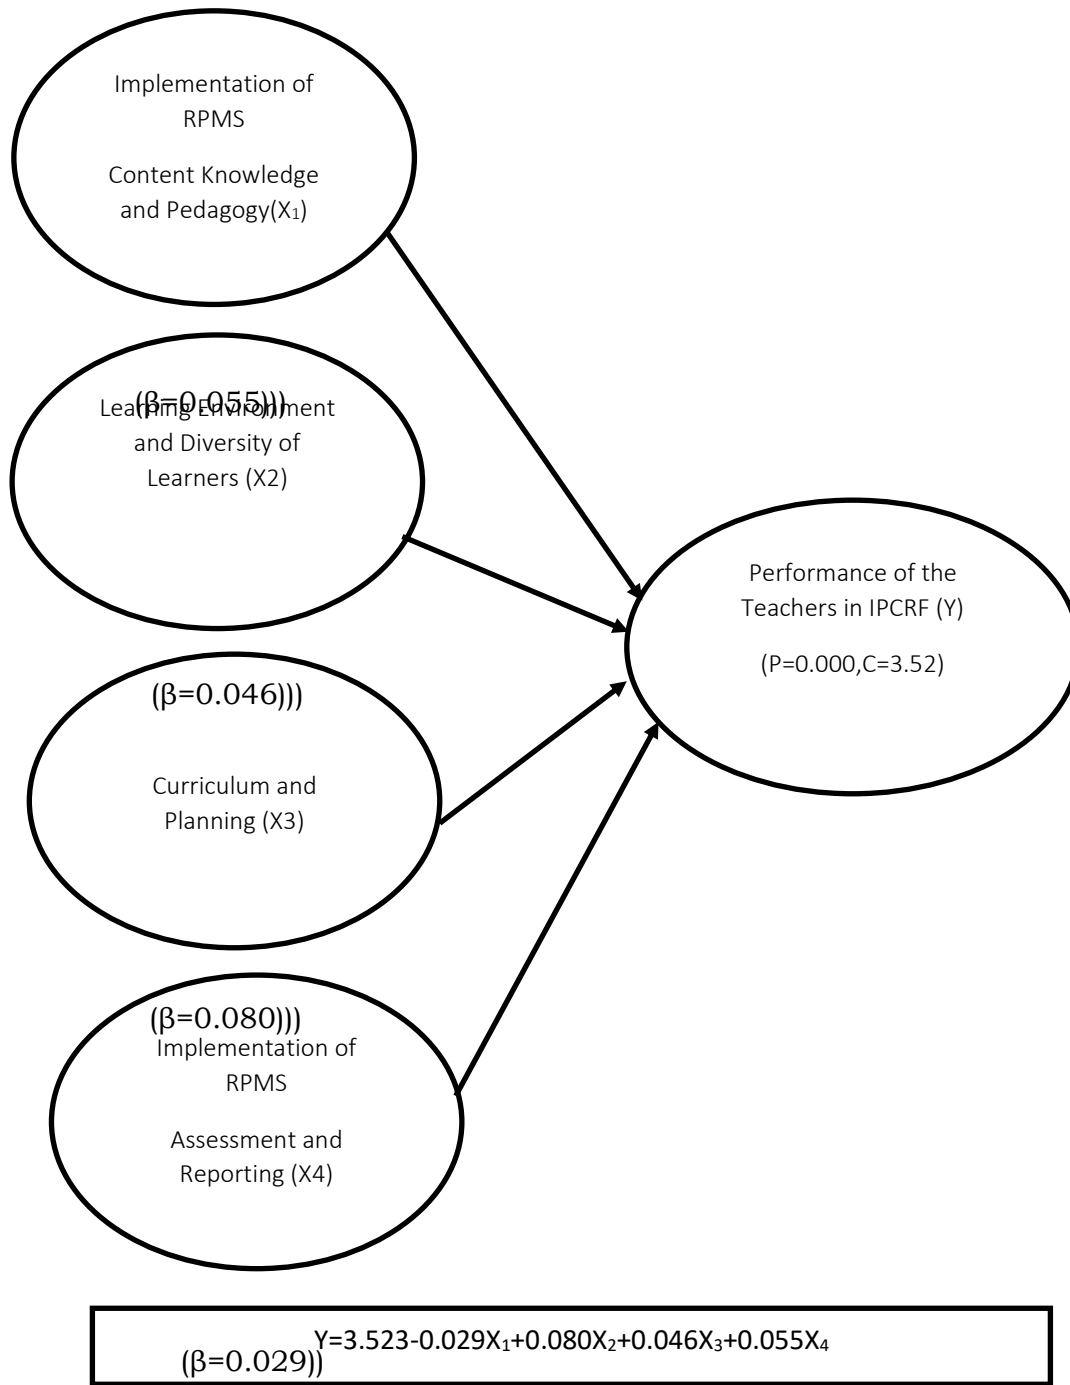 Implementation of
RPMS
Content Knowledge
and Pedagogy(X₁)
(β=0.055)))
Learning Environment
and Diversity of
Learners (X2)
Performance of the
Teachers in IPCRF (Y)
(P=0.000,C=3.52)
(β=0.046)))
Curriculum and
Planning (X3)
(β=0.080)))
Implementation of
RPMS
Assessment and
Reporting (X4)
Y=3.523-0.029X₁+0.080X₂+0.046X₃+0.055X₄
(β=0.029))